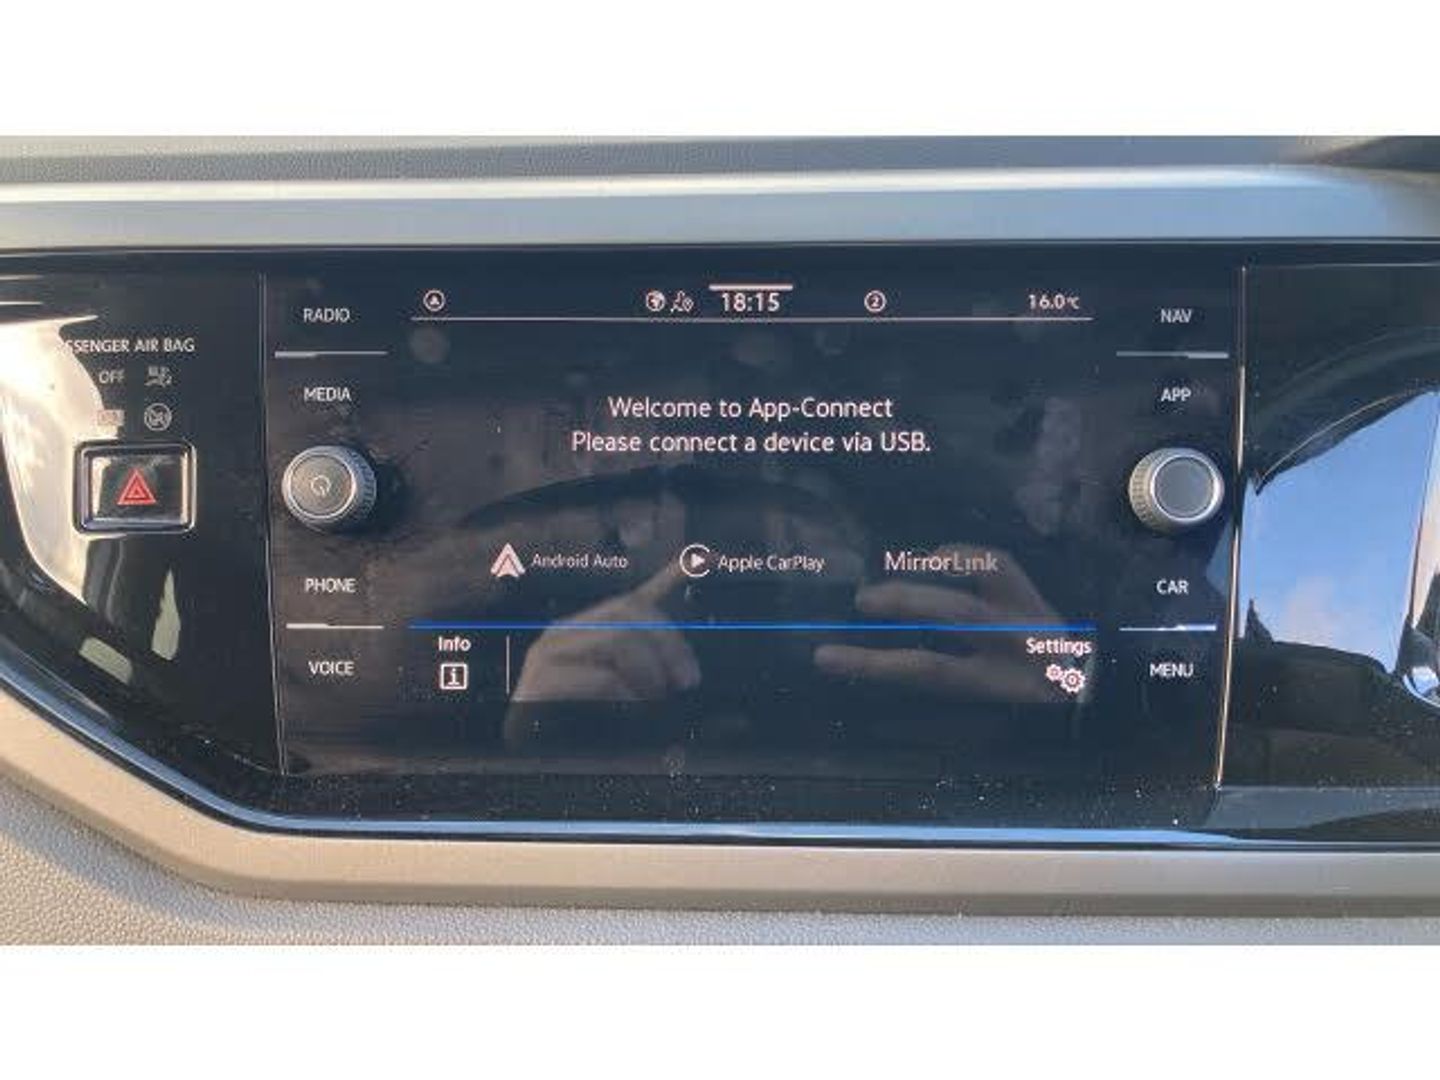 SSENGER AIR BAG
OFF
RADIO
MEDIA
PHONE
VOICE
18:15
2
16.0°C
Welcome to App-Connect
Please connect a device via USB.
Android Auto
Apple CarPlay
MirrorLink
Info
i
Settings
NAV
APP
CAR
MENU